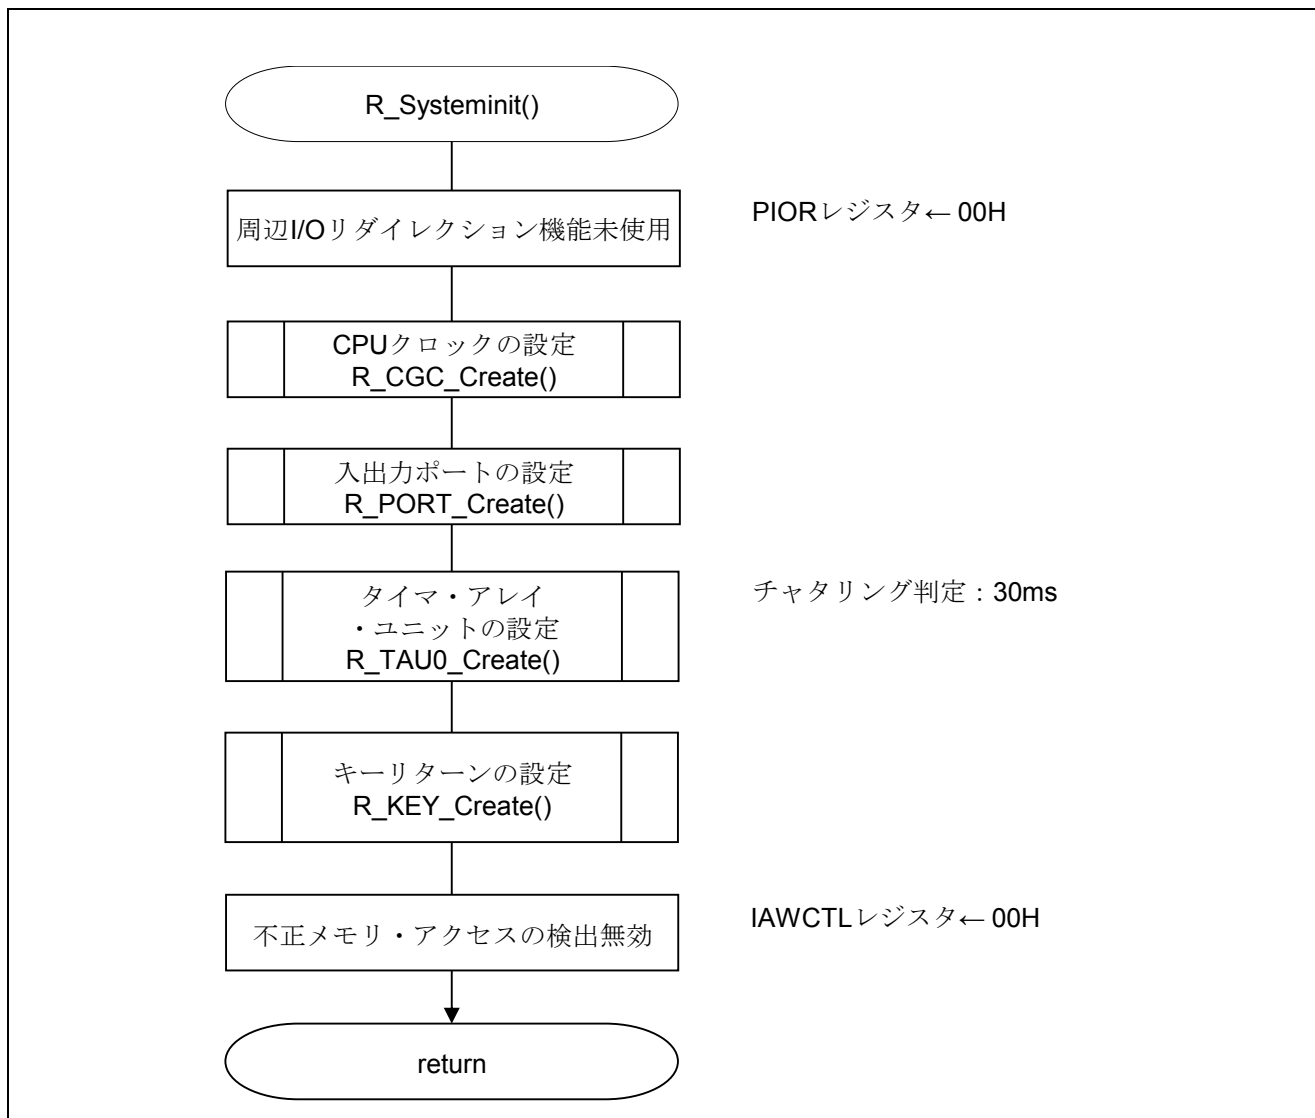 R_Systeminit()
周辺I/Oリダイレクション機能未使用
PIORレジスタ← 00H
CPUクロックの設定
R_CGC_Create()
入出力ポートの設定
R_PORT_Create()
タイマ・アレイ
・ユニットの設定
R_TAU0_Create()
チャタリング判定：30ms
キーリターンの設定
R_KEY_Create()
不正メモリ・アクセスの検出無効
IAWCTLレジスタ← 00H
return